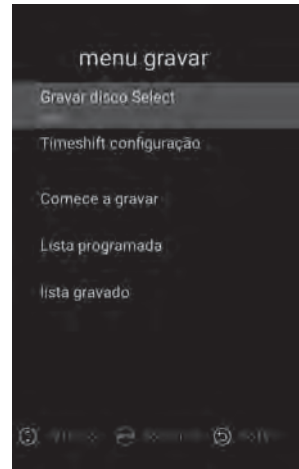 menu gravar
Gravar disco Select
Timeshift configuração
Comece a gravar
Lista programada
lista gravado